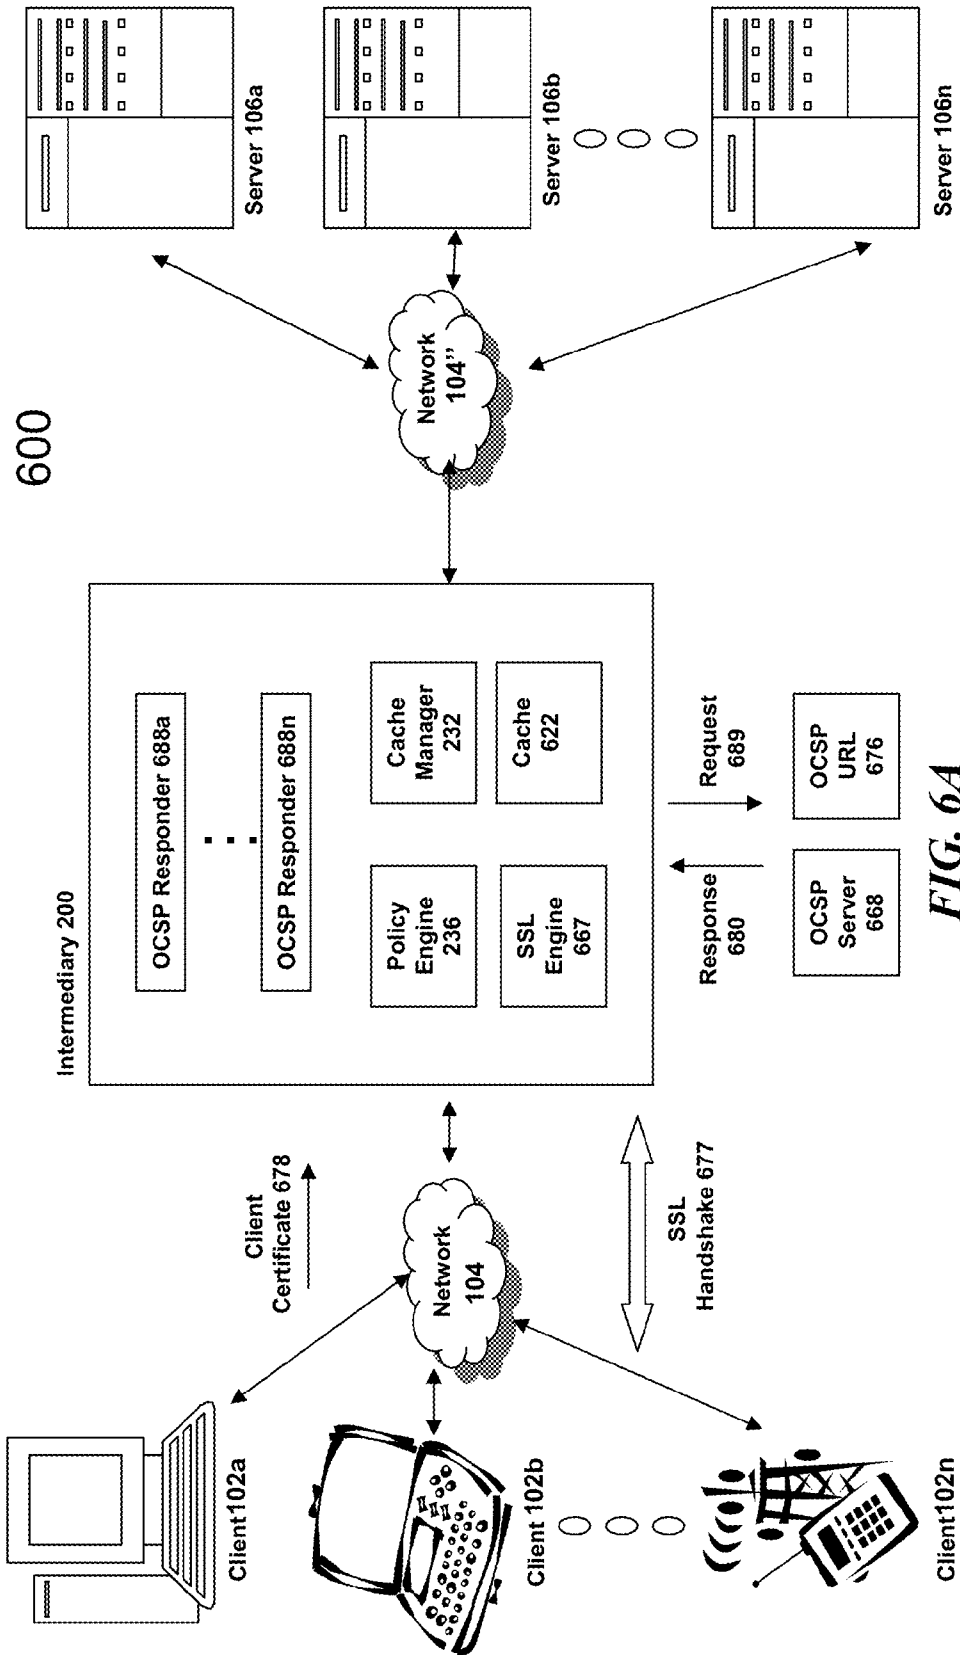 600
Intermediary 200
OCSP Responder 688a
OCSP Responder 688n
Policy
Engine
236
Cache
Manager
232
SSL
Engine
667
Cache
622
Client
Certificate 678
Network
104
SSL
Handshake 677
Client102a
Client 102b
Client102n
Network
104”
Server 106a
Server 106b
Server 106n
Response
680
Request
689
OCSP
Server
668
OCSP
URL
676
FIG. 6A